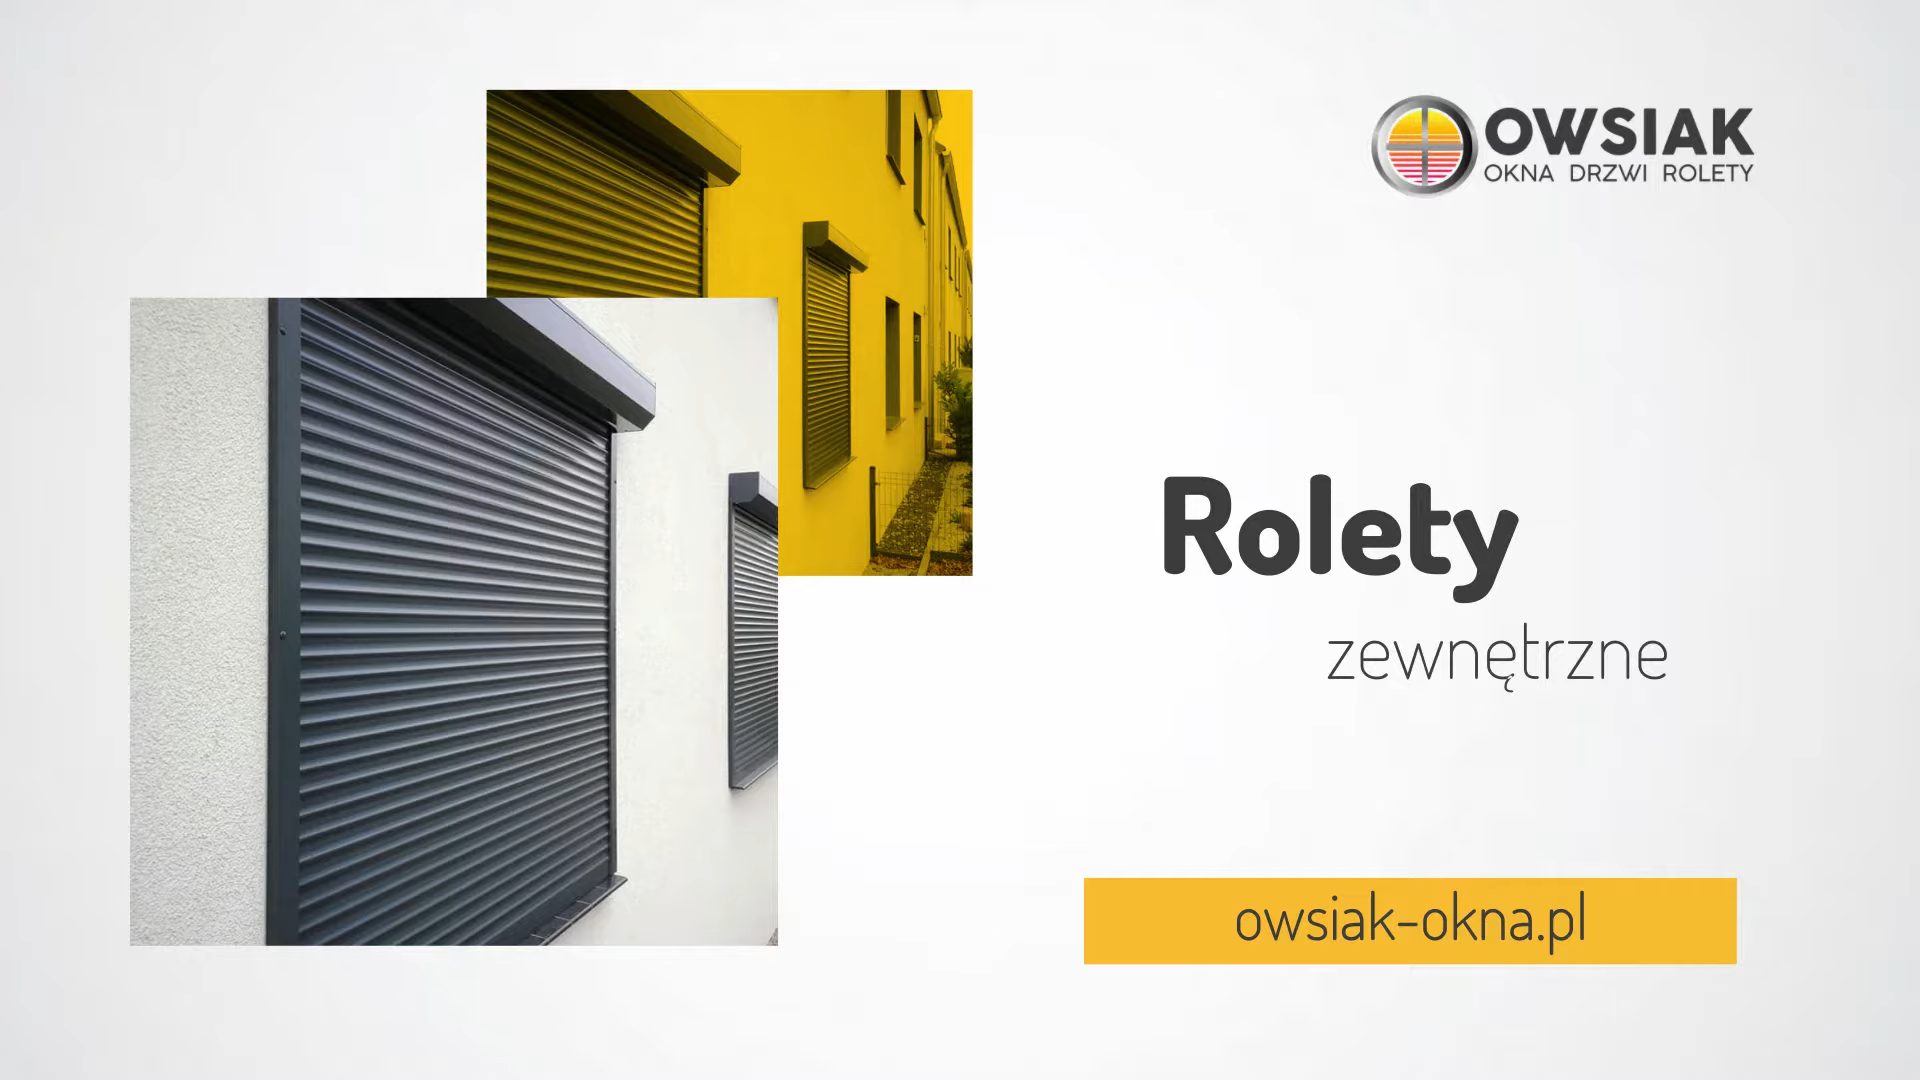 OWSIAK
OKNA DRZWI ROLETY
Rolety
zewnętrzne
owsiak-okna.pl